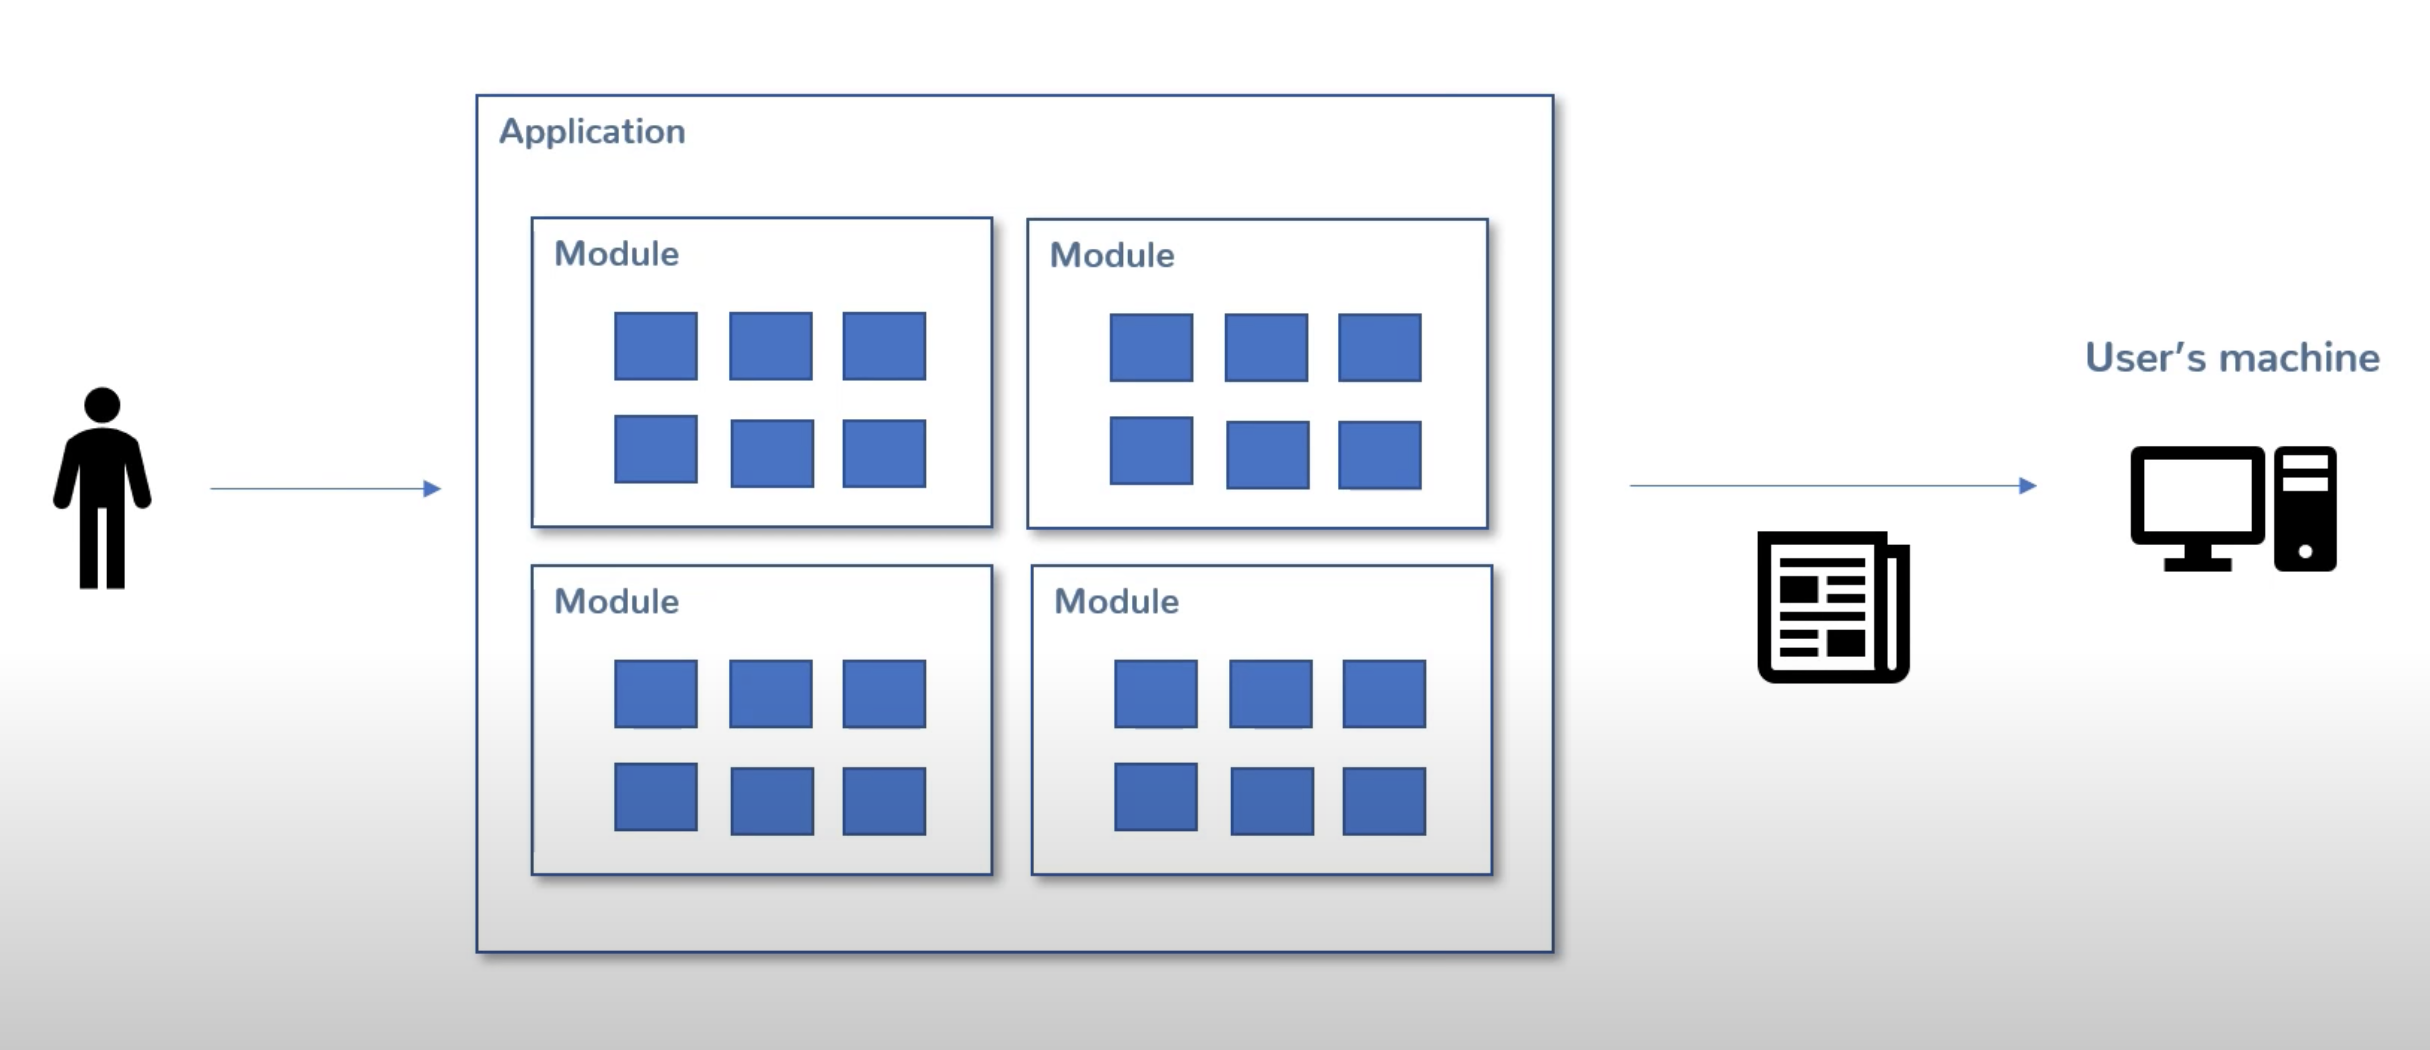 Application
Module
Module
User's machine
Module
Module